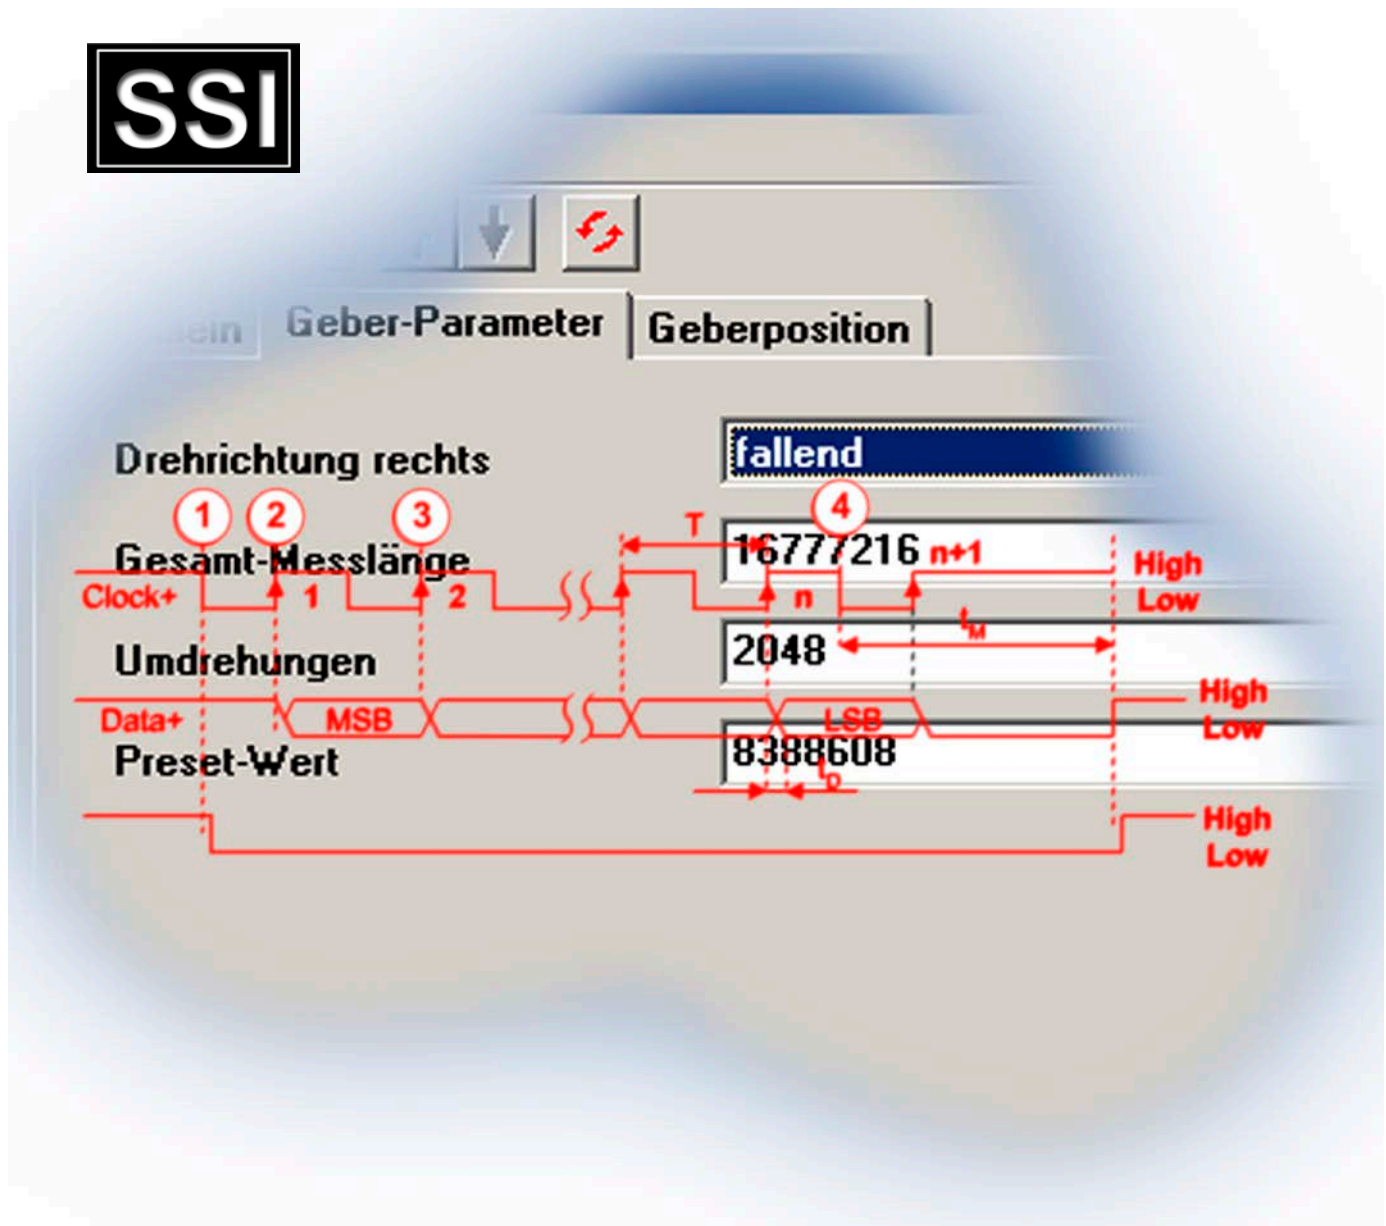 SSI
Geber-Parameter Geberposition
Drehrichtung rechts fallend
1 2 3 T 4
Gesamt-Messlänge 16777216 n+1 High
Clock+ 1 2 n Low
tM
Umdrehungen 2048
High
Data+ MSB LSB Low
Preset-Wert 8388608
tD
High
Low